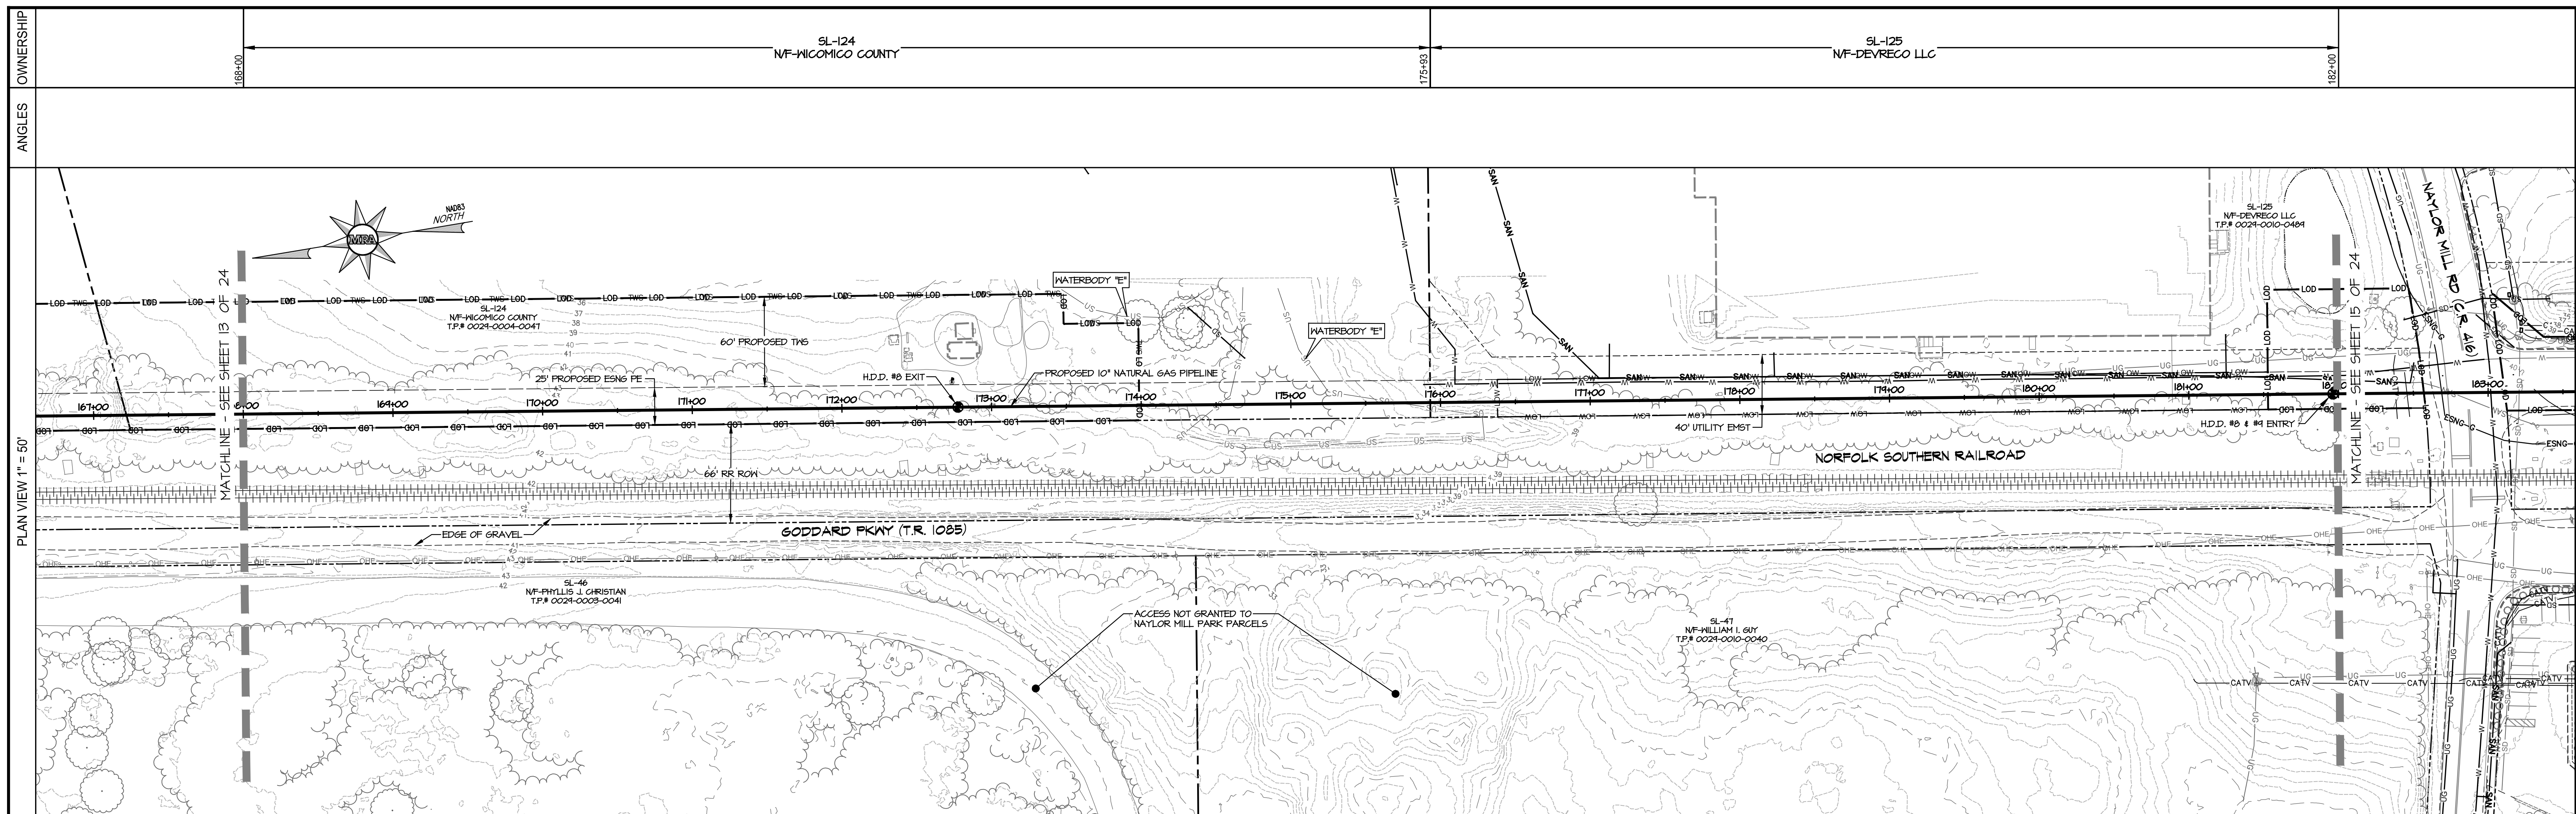 OWNERSHIP
ANGLES
PLAN VIEW 1" = 50'
SL-124
N/F-WICOMICO COUNTY
SL-125
N/F-DEVRECO LLC
168+00
175+93
182+00
NAD83
NORTH
MRA
MATCHLINE - SEE SHEET 13 OF 24
MATCHLINE - SEE SHEET 15 OF 24
SL-124
N/F-WICOMICO COUNTY
T.P.# 0029-0004-0047
SL-125
N/F-DEVRECO LLC
T.P.# 0029-0010-0489
NAYLOR MILL RD (C.R. 416)
WATERBODY "E"
WATERBODY "E"
60' PROPOSED TWS
25' PROPOSED ESNG PE
H.D.D. #8 EXIT
PROPOSED 10" NATURAL GAS PIPELINE
167+00
169+00
170+00
171+00
172+00
173+00
174+00
175+00
176+00
177+00
178+00
179+00
180+00
181+00
183+00
40' UTILITY EMST
H.D.D. #8 & #9 ENTRY
66' RR ROW
NORFOLK SOUTHERN RAILROAD
GODDARD PKWY (T.R. 1085)
EDGE OF GRAVEL
SL-46
N/F-PHYLLIS J. CHRISTIAN
T.P.# 0029-0003-0041
ACCESS NOT GRANTED TO
NAYLOR MILL PARK PARCELS
SL-47
N/F-WILLIAM I. GUY
T.P.# 0029-0010-0040